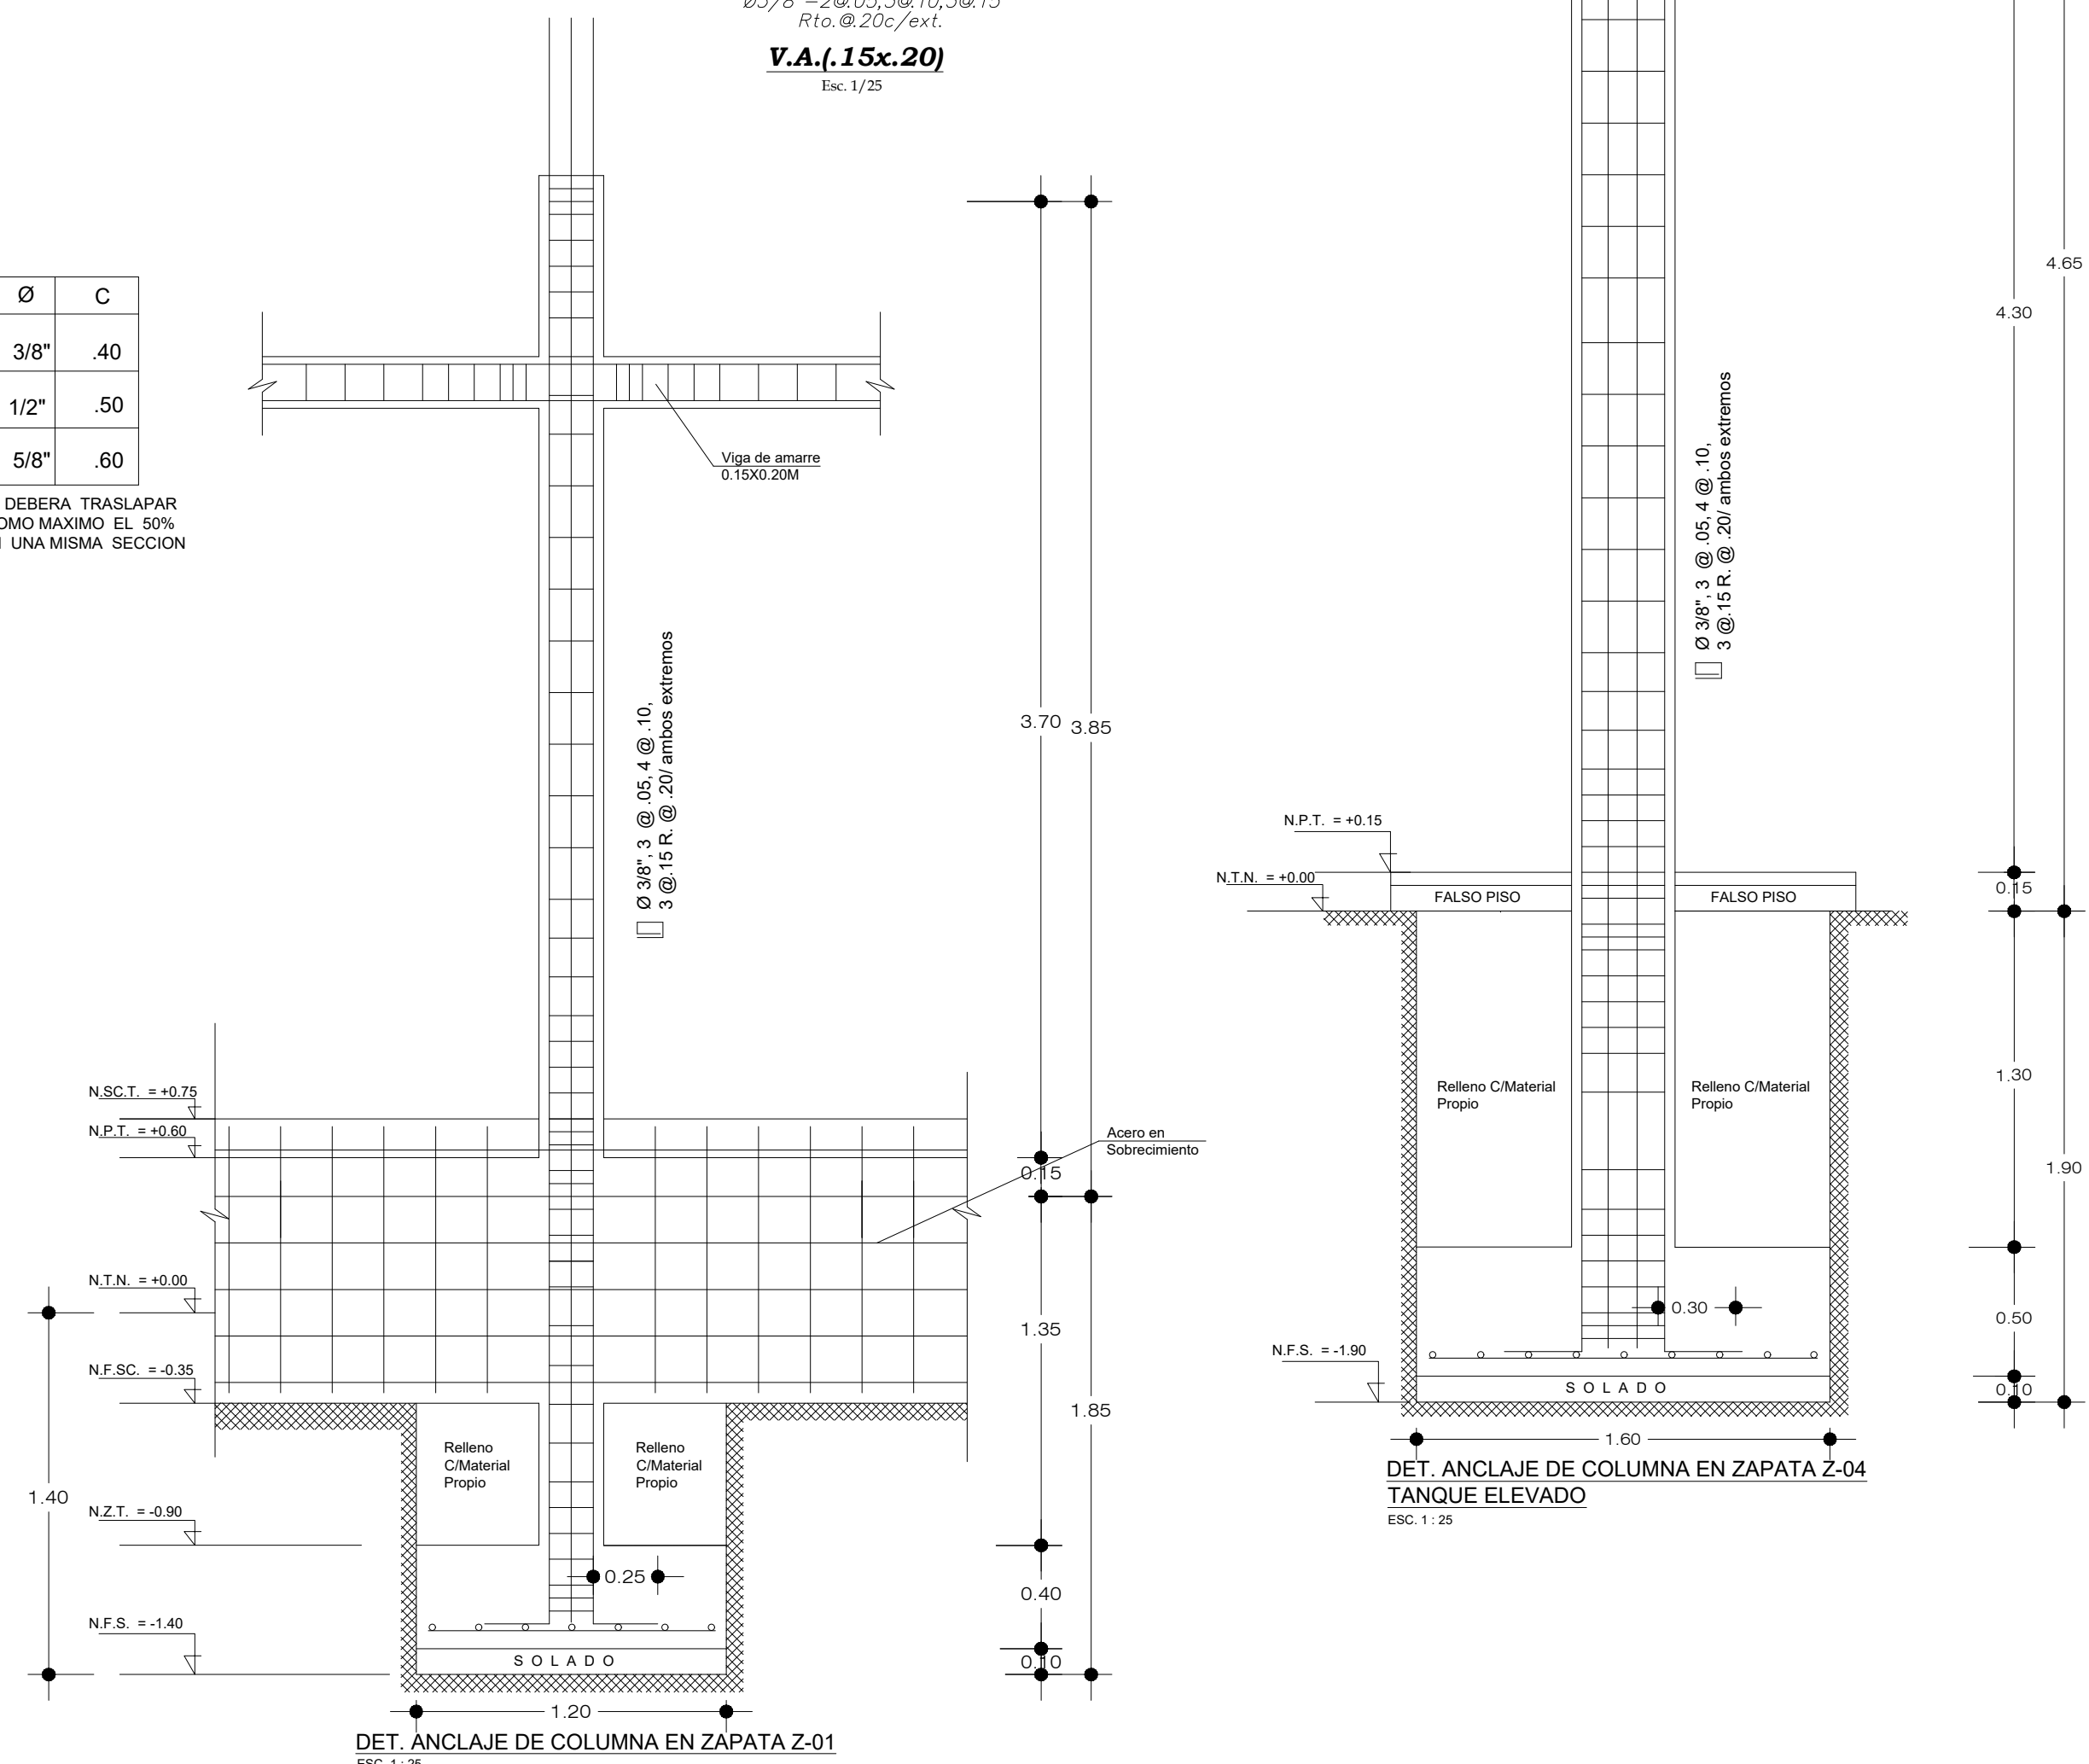 Rto.@.20c/ext.
V.A.(.15x.20)
Esc. 1/25
Ø C
3/8" .40
1/2" .50
5/8" .60
DEBERA TRASLAPAR
OMO MAXIMO EL 50%
UNA MISMA SECCION
Viga de amarre
0.15X0.20M
Ø 3/8", 3 @ .05, 4 @ .10,
3 @.15 R. @ .20/ ambos extremos
3.70
3.85
N.SC.T. = +0.75
N.P.T. = +0.60
N.T.N. = +0.00
N.F.SC. = -0.35
N.Z.T. = -0.90
N.F.S. = -1.40
1.40
Acero en
Sobrecimiento
0.15
1.35
1.85
0.40
0.10
Relleno
C/Material
Propio
Relleno
C/Material
Propio
0.25
SOLADO
1.20
DET. ANCLAJE DE COLUMNA EN ZAPATA Z-01
ESC. 1 : 25
4.65
4.30
Ø 3/8", 3 @ .05, 4 @ .10,
3 @.15 R. @ .20/ ambos extremos
N.P.T. = +0.15
N.T.N. = +0.00
FALSO PISO
FALSO PISO
0.15
Relleno C/Material
Propio
Relleno C/Material
Propio
1.30
1.90
0.30
0.50
N.F.S. = -1.90
SOLADO
0.10
1.60
DET. ANCLAJE DE COLUMNA EN ZAPATA Z-04
TANQUE ELEVADO
ESC. 1 : 25